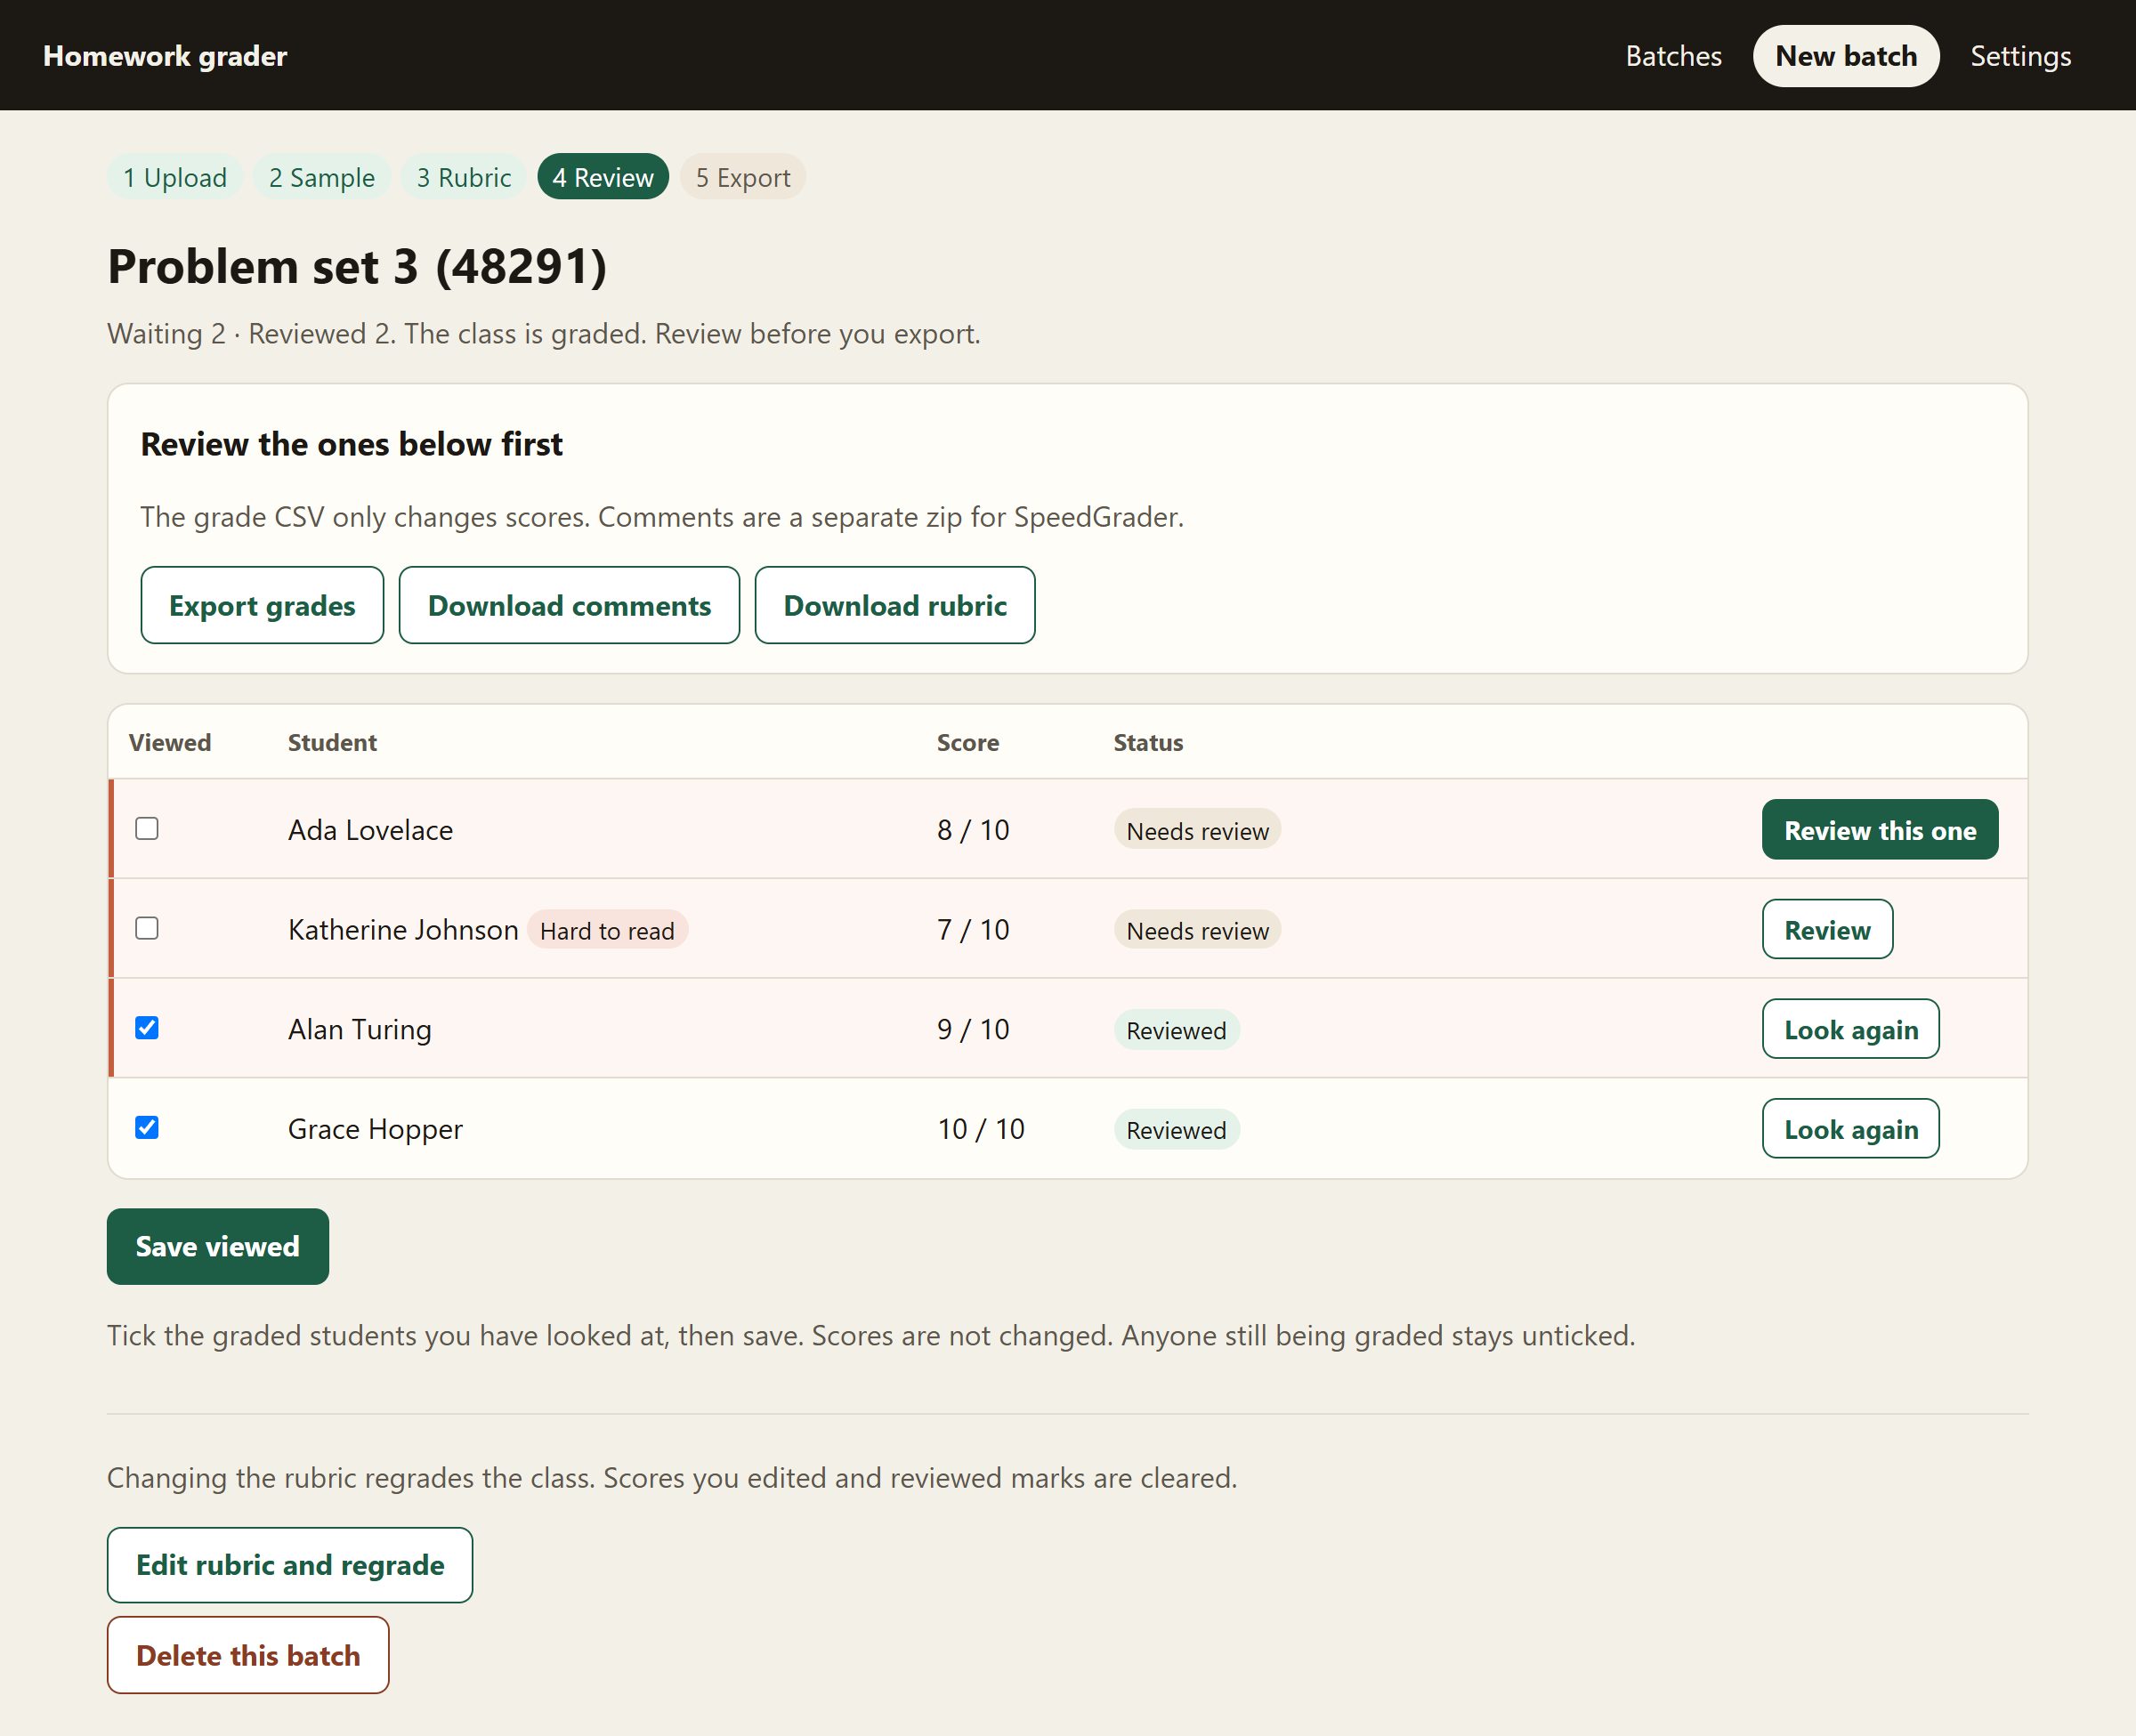 Homework grader Batches New batch Settings
1 Upload 2 Sample 3 Rubric 4 Review 5 Export
Problem set 3 (48291)
Waiting 2 · Reviewed 2. The class is graded. Review before you export.
Review the ones below first
The grade CSV only changes scores. Comments are a separate zip for SpeedGrader.
Export grades Download comments Download rubric
Viewed Student Score Status
Ada Lovelace 8 / 10 Needs review Review this one
Katherine Johnson Hard to read 7 / 10 Needs review Review
Alan Turing 9 / 10 Reviewed Look again
Grace Hopper 10 / 10 Reviewed Look again
Save viewed
Tick the graded students you have looked at, then save. Scores are not changed. Anyone still being graded stays unticked.
Changing the rubric regrades the class. Scores you edited and reviewed marks are cleared.
Edit rubric and regrade
Delete this batch